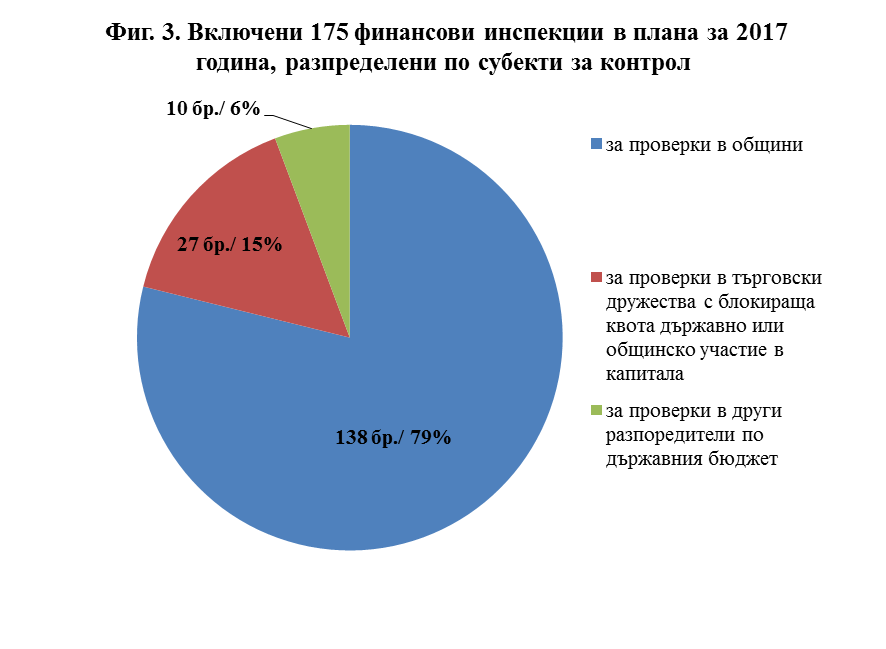 Фиг. 3. Включени 175 финансови инспекции в плана за 2017
година, разпределени по субекти за контрол
10 бр./ 6%
27 бр./ 15%
138 бр./ 79%
за проверки в общини
за проверки в търговски
дружества с блокираща
квота държавно или
общинско участие в
капитала
за проверки в други
разпоредители по
държавния бюджет